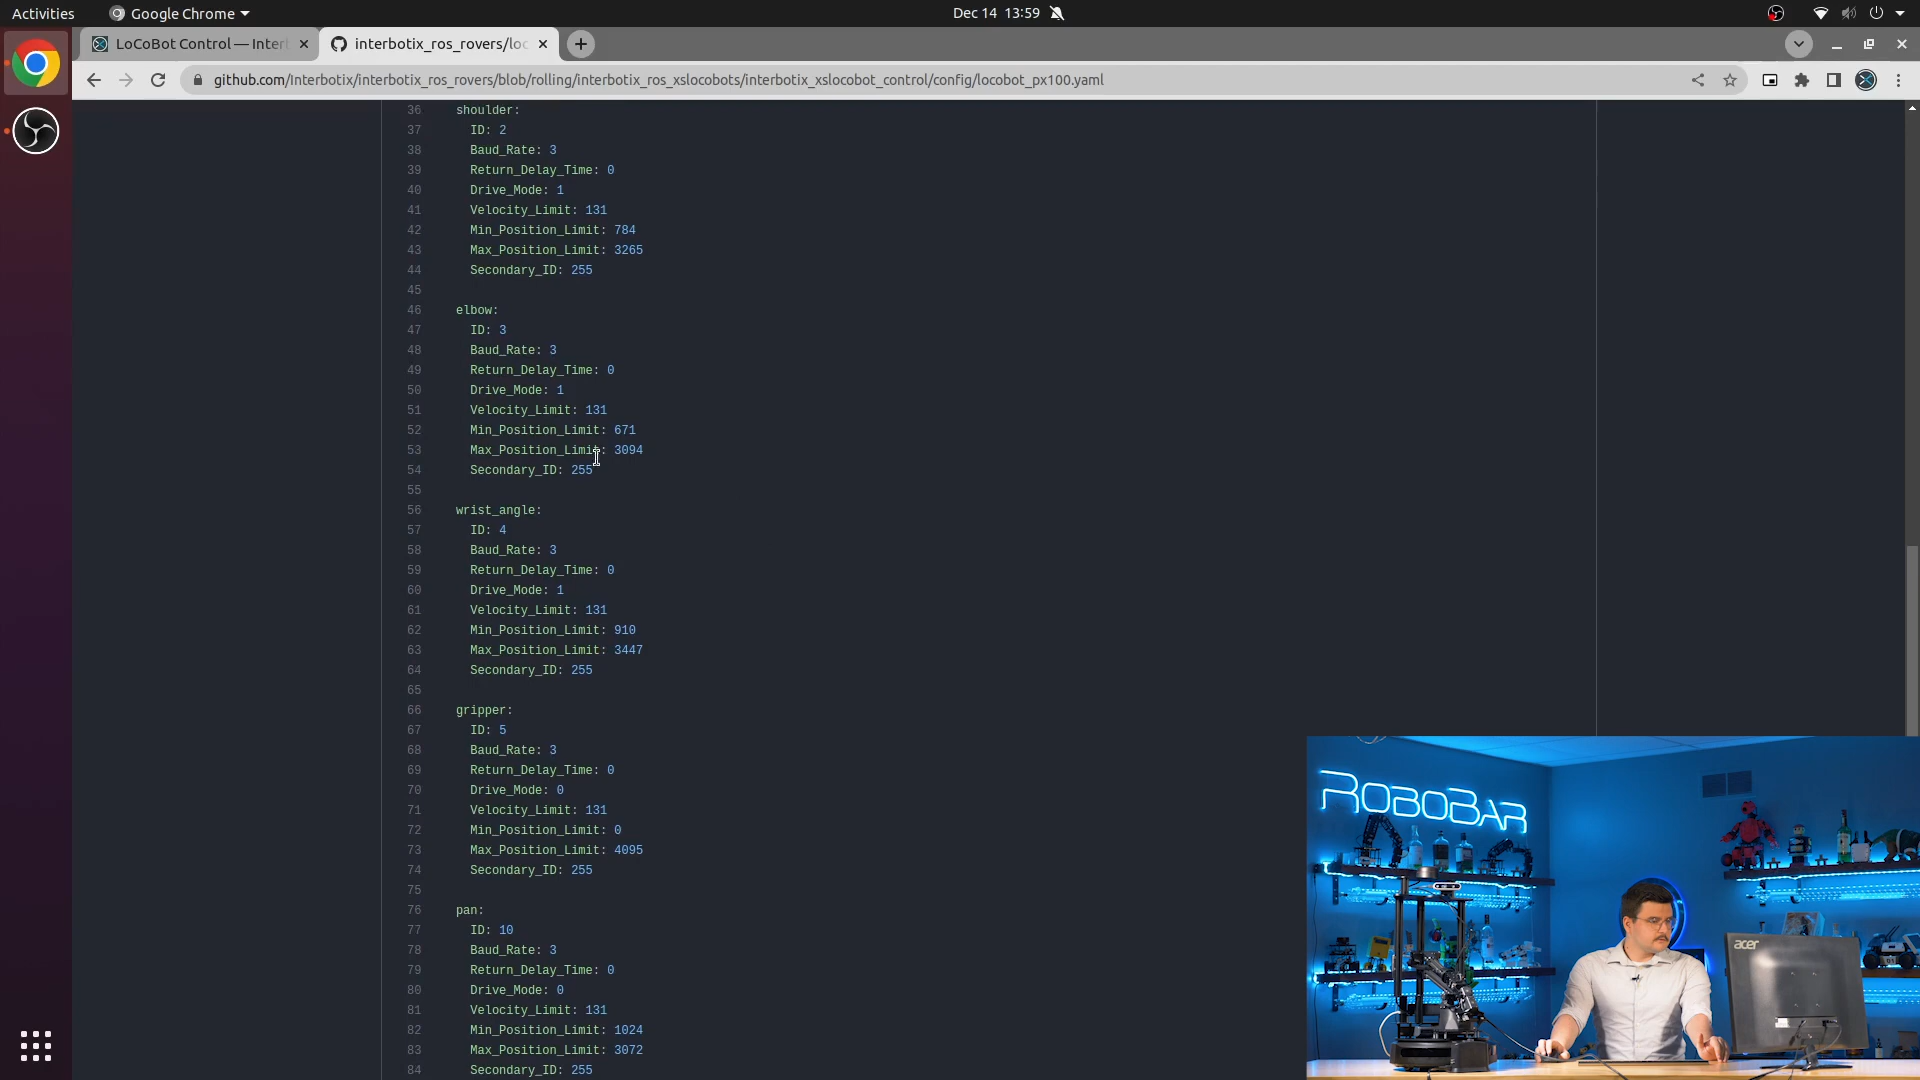 Activities
Google Chrome
Dec 14 13:59
LoCoBot Control — Inter
interbotix_ros_rovers/loc
github.com/Interbotix/interbotix_ros_rovers/blob/rolling/interbotix_ros_xslocobots/interbotix_xslocobot_control/config/locobot_px100.yaml
36 shoulder:
37 ID: 2
38 Baud_Rate: 3
39 Return_Delay_Time: 0
40 Drive_Mode: 1
41 Velocity_Limit: 131
42 Min_Position_Limit: 784
43 Max_Position_Limit: 3265
44 Secondary_ID: 255
45
46 elbow:
47 ID: 3
48 Baud_Rate: 3
49 Return_Delay_Time: 0
50 Drive_Mode: 1
51 Velocity_Limit: 131
52 Min_Position_Limit: 671
53 Max_Position_Limit: 3094
54 Secondary_ID: 255
55
56 wrist_angle:
57 ID: 4
58 Baud_Rate: 3
59 Return_Delay_Time: 0
60 Drive_Mode: 1
61 Velocity_Limit: 131
62 Min_Position_Limit: 910
63 Max_Position_Limit: 3447
64 Secondary_ID: 255
65
66 gripper:
67 ID: 5
68 Baud_Rate: 3
69 Return_Delay_Time: 0
70 Drive_Mode: 0
71 Velocity_Limit: 131
72 Min_Position_Limit: 0
73 Max_Position_Limit: 4095
74 Secondary_ID: 255
75
76 pan:
77 ID: 10
78 Baud_Rate: 3
79 Return_Delay_Time: 0
80 Drive_Mode: 0
81 Velocity_Limit: 131
82 Min_Position_Limit: 1024
83 Max_Position_Limit: 3072
84 Secondary_ID: 255
ROBOBAR
acer